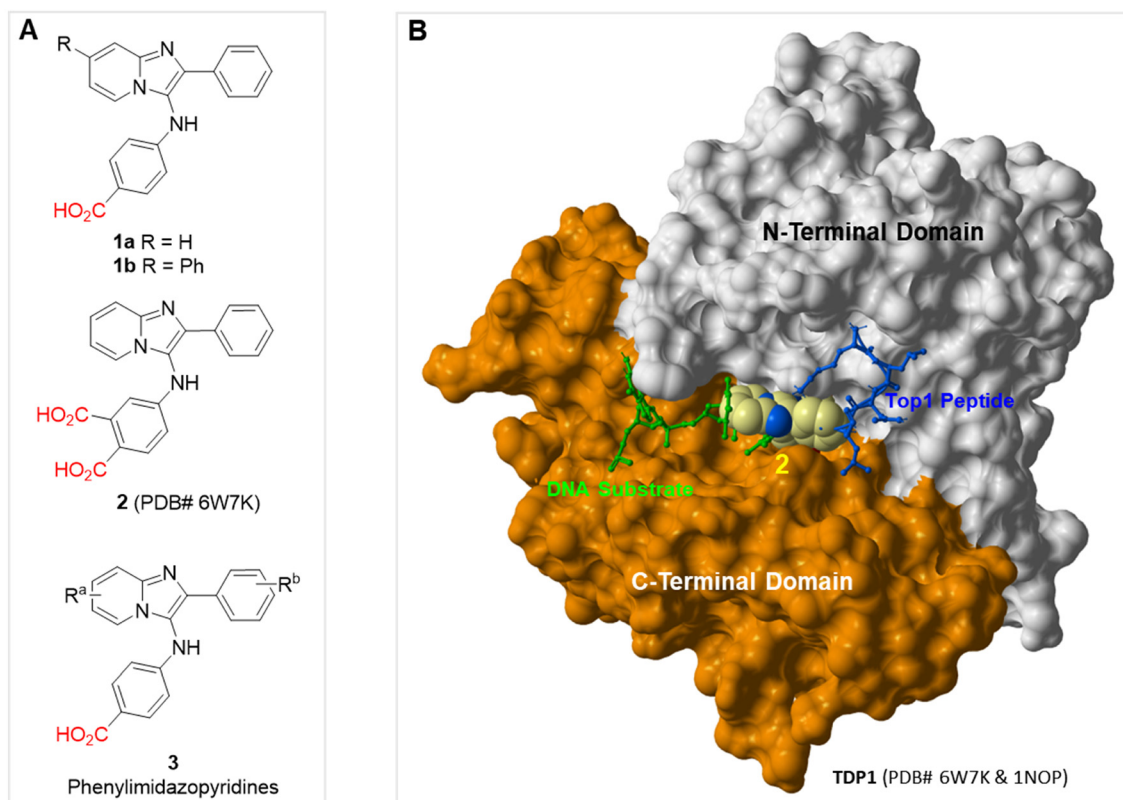 A
R
N
N
NH
HO₂C
1a R = H
1b R = Ph
N
N
NH
HO₂C
HO₂C
2 (PDB# 6W7K)
N
Rᵃ
Rᵇ
N
NH
HO₂C
3
Phenylimidazopyridines
B
N-Terminal Domain
Top1 Peptide
2
DNA Substrate
C-Terminal Domain
TDP1 (PDB# 6W7K & 1NOP)